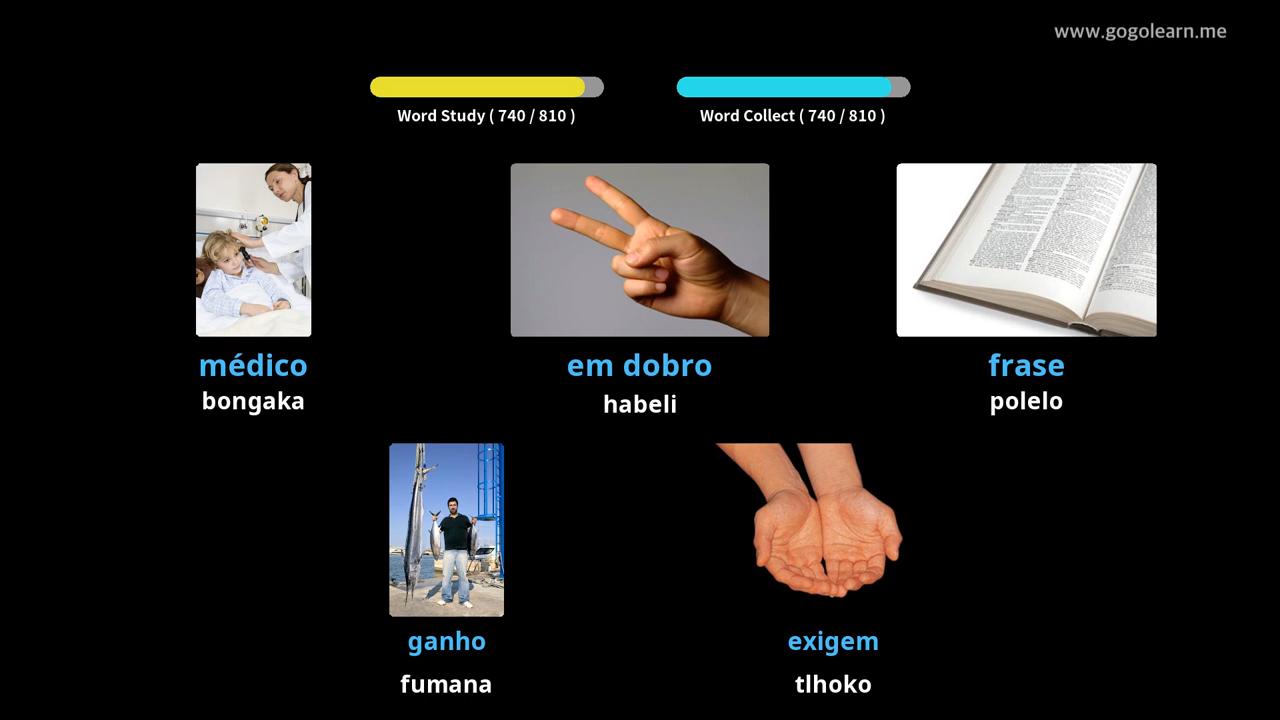 www.gogolearn.me
Word Study ( 740 / 810 )
Word Collect ( 740 / 810 )
médico
bongaka
em dobro
habeli
frase
polelo
ganho
fumana
exigem
tlhoko